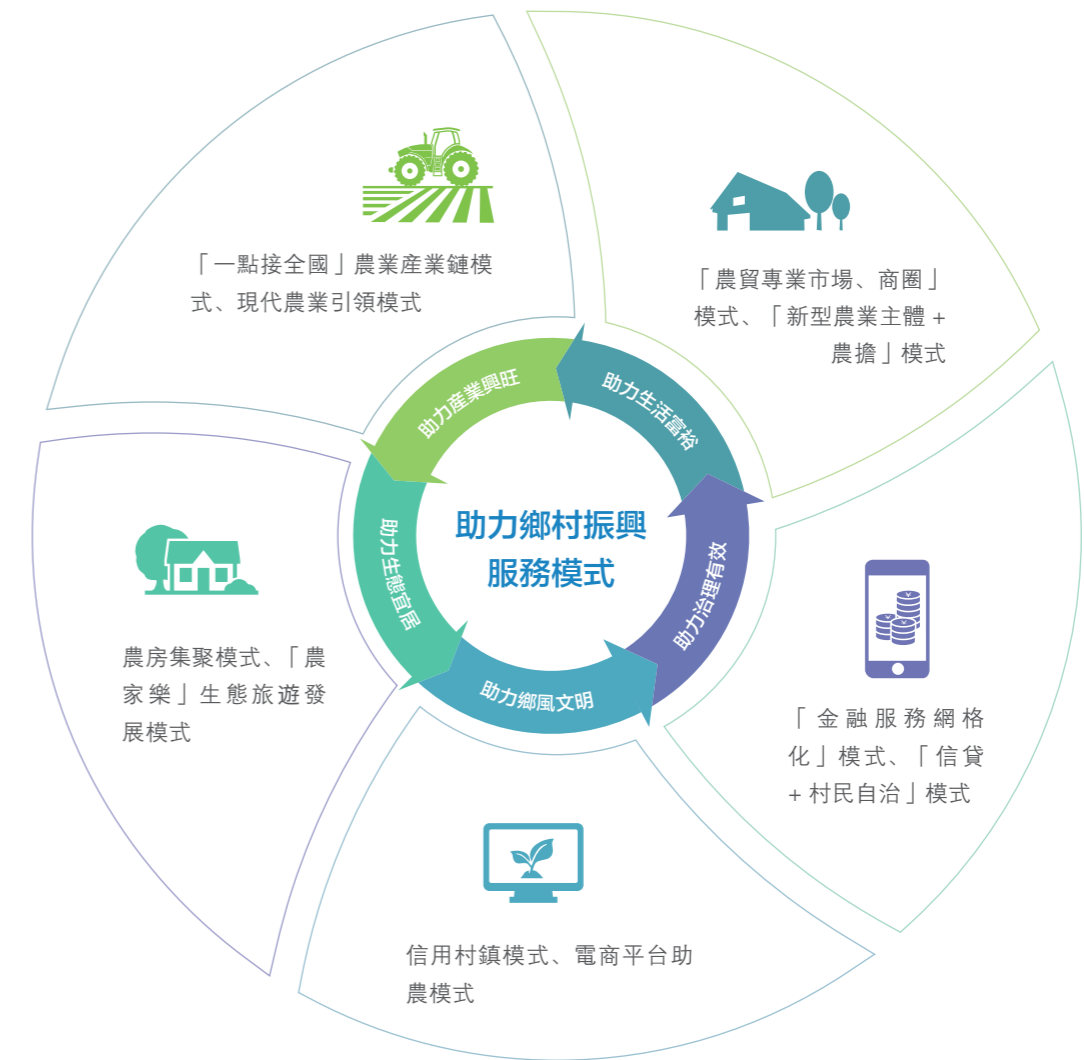 「一點接全國」農業產業鏈模
式、現代農業引領模式
「農貿專業市場、商圈」
模式、「新型農業主體 +
農擔」模式
助力產業興旺
助力生活富裕
助力鄉村振興
服務模式
助力生態宜居
助力治理有效
助力鄉風文明
農房集聚模式、「農
家樂」生態旅遊發
展模式
「金融服務網格
化」模式、「信貸
+ 村民自治」模式
信用村鎮模式、電商平台助
農模式